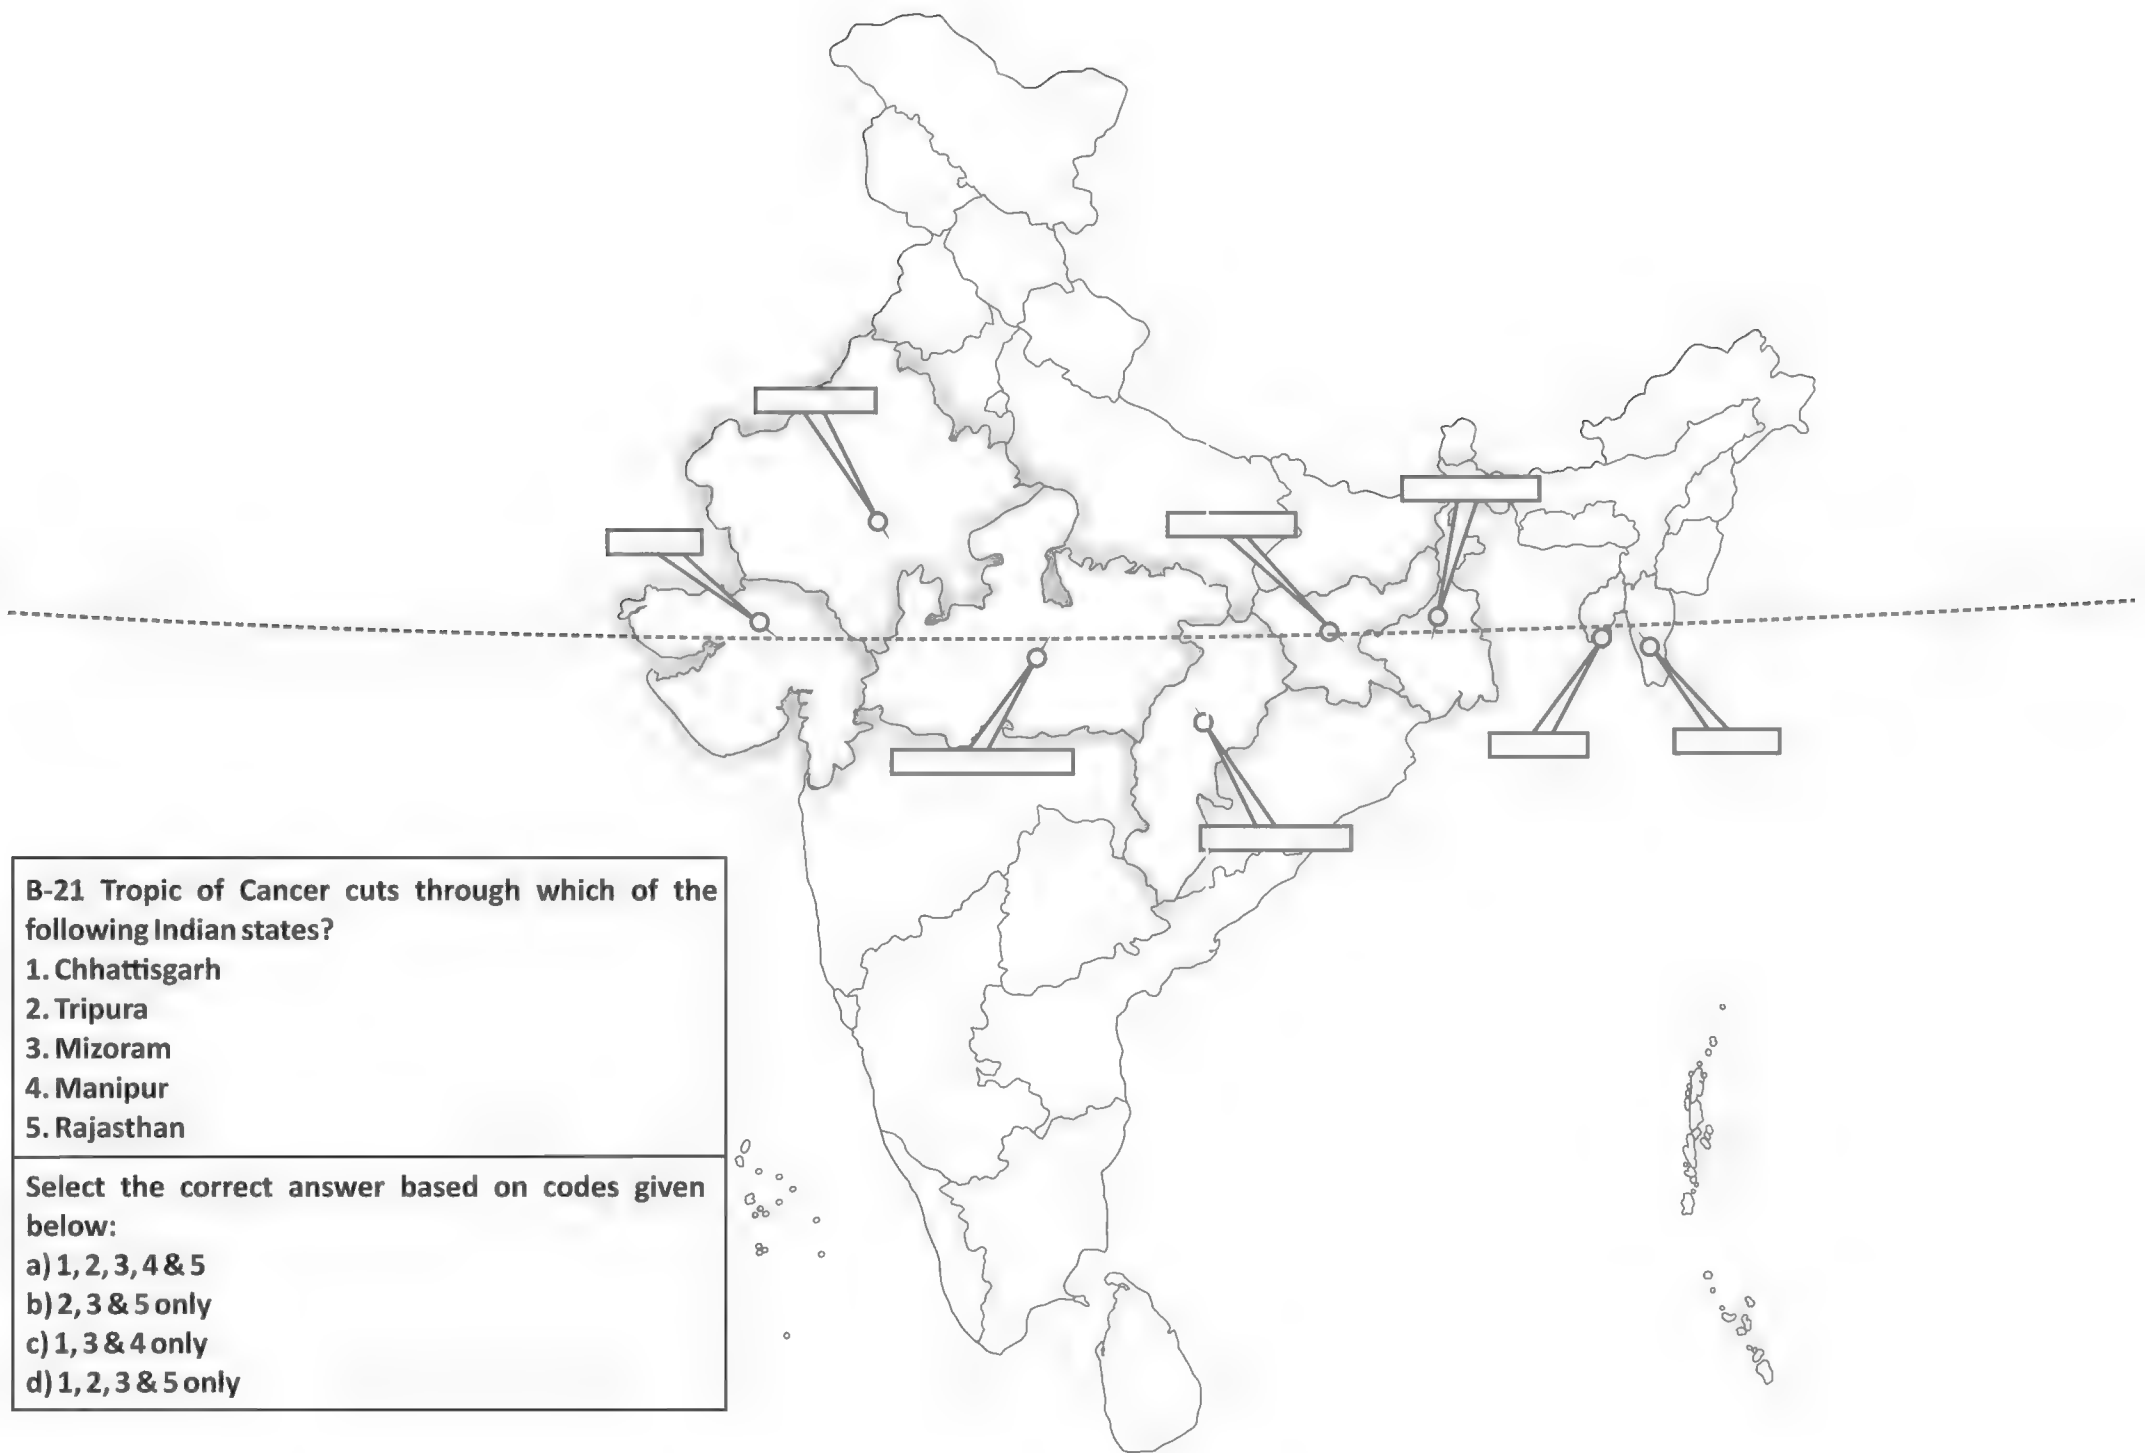 B-21 Tropic of Cancer cuts through which of the
following Indian states?
1. Chhattisgarh
2. Tripura
3. Mizoram
4. Manipur
5. Rajasthan
Select the correct answer based on codes given
below:
a) 1, 2, 3, 4 & 5
b) 2, 3 & 5 only
c) 1, 3 & 4 only
d) 1, 2, 3 & 5 only